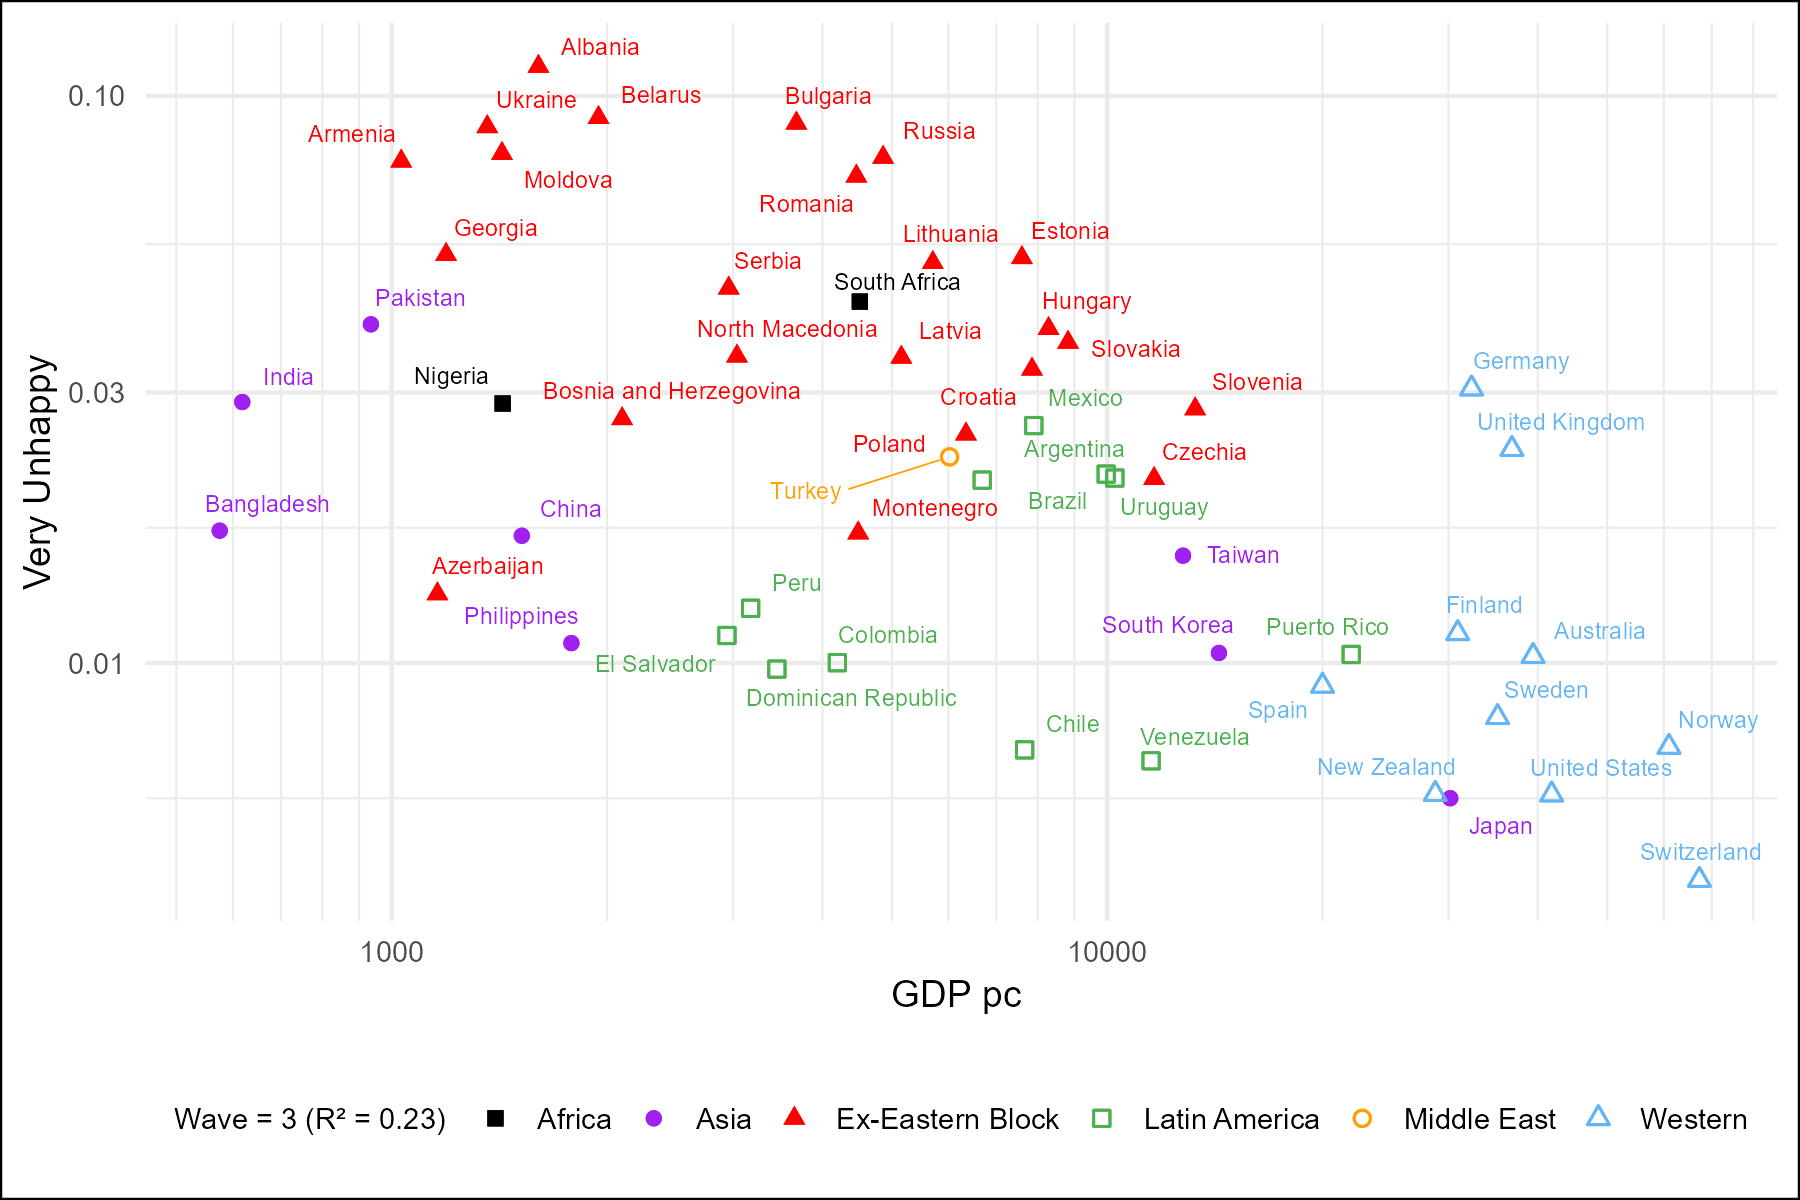 Albania
0.10
Ukraine
Belarus
Bulgaria
Armenia
Russia
Moldova
Romania
Georgia
Lithuania
Estonia
Serbia
South Africa
Pakistan
Hungary
North Macedonia
Latvia
Slovakia
Germany
India
Nigeria
Slovenia
0.03
Bosnia and Herzegovina
Croatia
Mexico
United Kingdom
Poland
Argentina
Czechia
Turkey
Bangladesh
China
Montenegro
Brazil
Uruguay
Very Unhappy
Taiwan
Azerbaijan
Peru
Philippines
Finland
South Korea
Puerto Rico
Australia
Colombia
0.01
El Salvador
Dominican Republic
Sweden
Spain
Chile
Norway
Venezuela
New Zealand
United States
Japan
Switzerland
1000
10000
GDP pc
Wave = 3 (R² = 0.23)
Africa
Asia
Ex-Eastern Block
Latin America
Middle East
Western